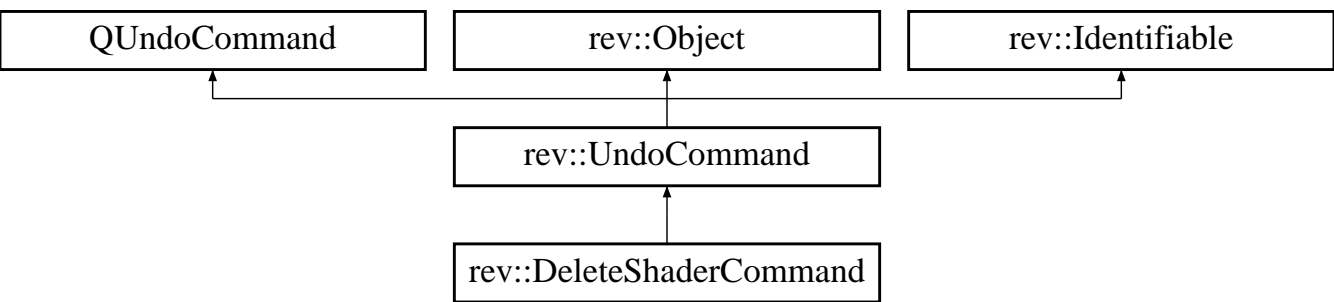 QUndoCommand
rev::Object
rev::Identifiable
rev::UndoCommand
rev::DeleteShaderCommand